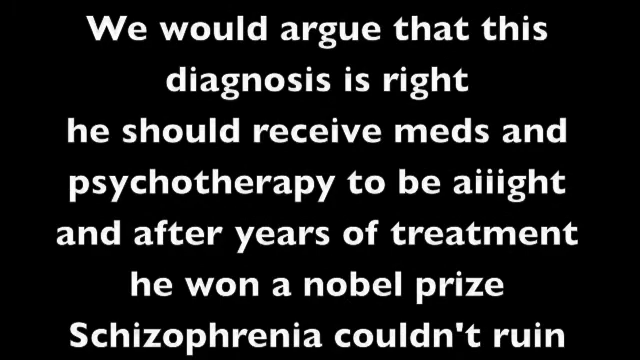 We would argue that this
diagnosis is right
he should receive meds and
psychotherapy to be aiiight
and after years of treatment
he won a nobel prize
Schizophrenia couldn't ruin